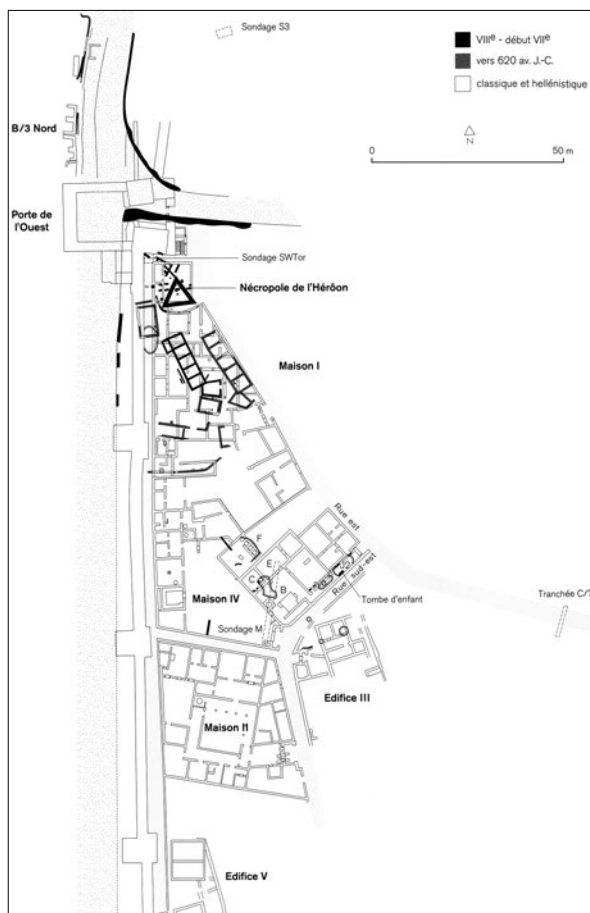 Sondage S3
VIIIe - début VIIe
vers 620 av. J.-C.
classique et hellénistique
N
0
50 m
B/3 Nord
Porte de
l'Ouest
Sondage SWTor
Nécropole de l'Hérôon
Maison I
Rue est
F
E
C
B
Rue sud-est
Tombe d'enfant
Tranchée C/7
Maison IV
Sondage M
Edifice III
Maison II
Edifice V